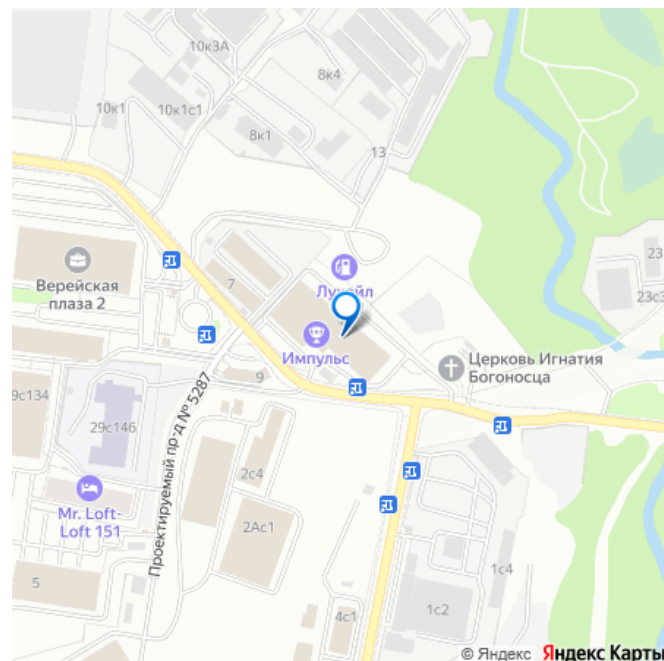 10к3А
8к4
10к1
10к1с1
8к1
13
Верейская
плаза 2
7
Лукойл
Импульс
23
23с3
Церковь Игнатия
Богоносца
9
9с134
29с146
Проектируемый пр-д № 5287
2с4
Mr. Loft-
Loft 151
2Ас1
5
1с4
1с2
4с1
© Яндекс Яндекс Карты